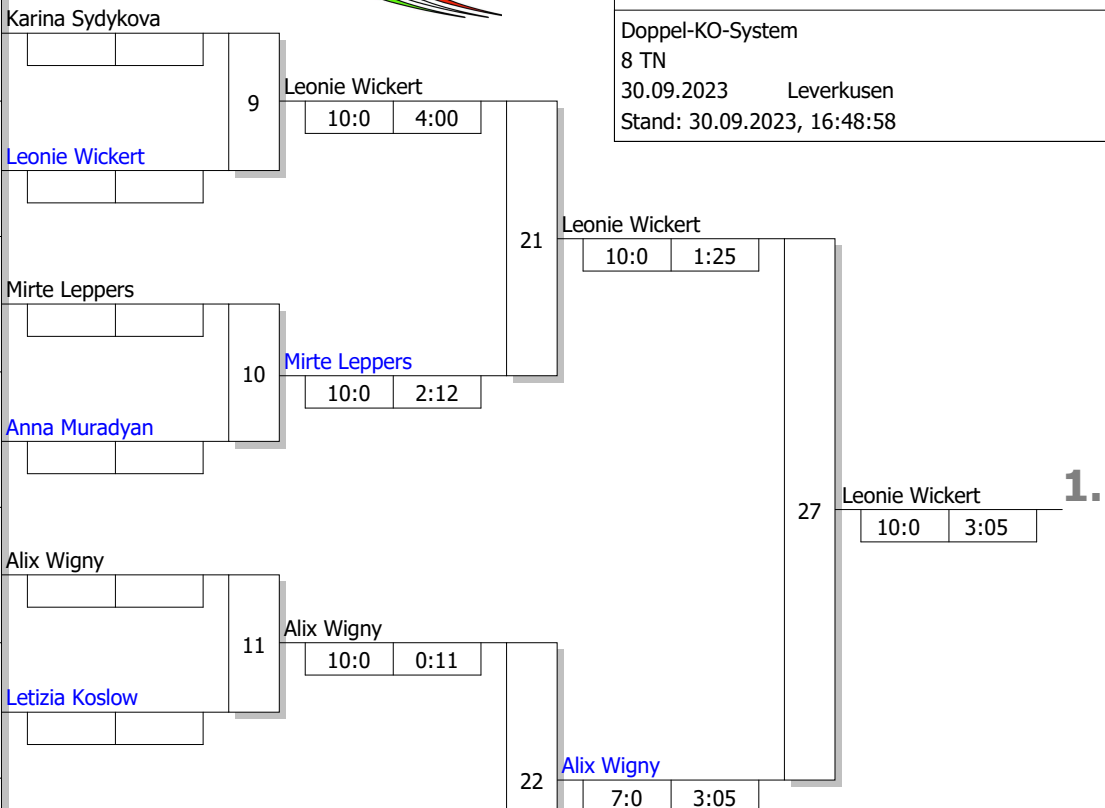 Karina Sydykova
Doppel-KO-System
8 TN
30.09.2023 Leverkusen
Stand: 30.09.2023, 16:48:58
9
Leonie Wickert
10:0 4:00
Leonie Wickert
21
Leonie Wickert
10:0 1:25
Mirte Leppers
10
Mirte Leppers
10:0 2:12
Anna Muradyan
27
Leonie Wickert
1.
10:0 3:05
Alix Wigny
11
Alix Wigny
10:0 0:11
Letizia Koslow
22
Alix Wigny
7:0 3:05